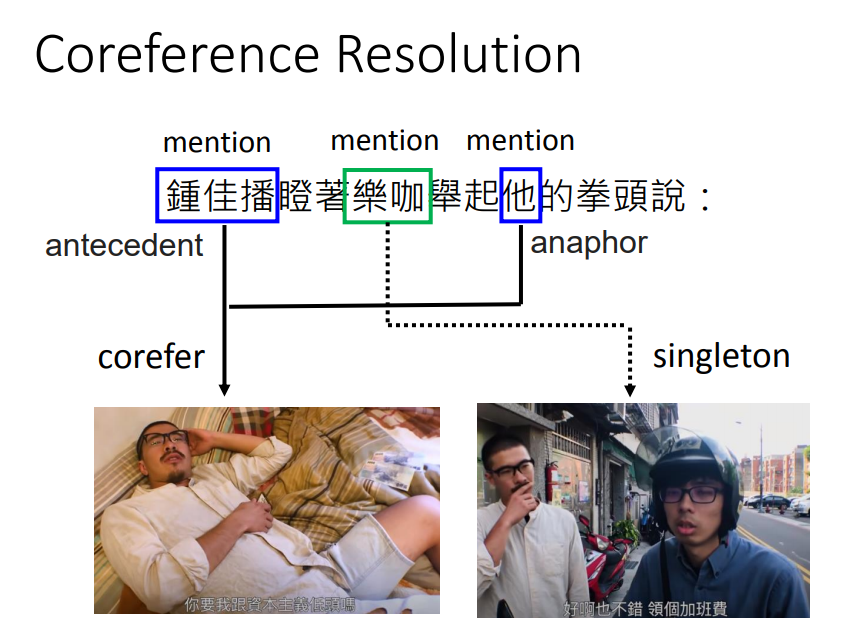 Coreference Resolution
mention mention mention
鍾佳播瞪著樂咖舉起他的拳頭說：
antecedent anaphor
corefer singleton
你要我跟資本主義低頭嗎
好啊也不錯 領個加班費